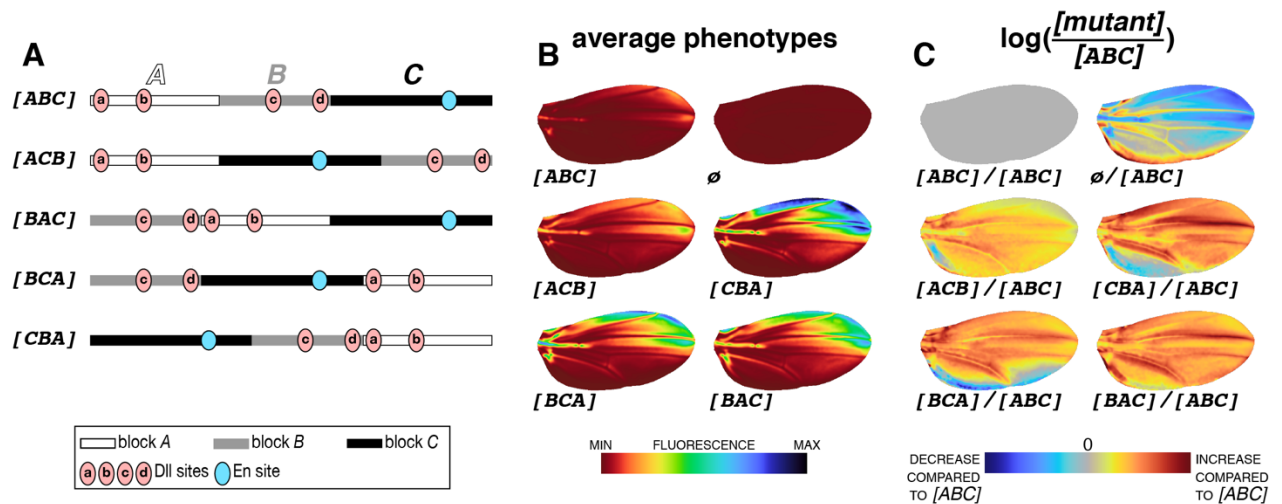 A
A B C
[ABC] a b c d
[ACB] a b c d
[BAC] c d a b
[BCA] c d a b
[CBA] c d a b
block A block B block C
a b c d Dll sites En site
B
average phenotypes
[ABC] ø
[ACB] [CBA]
[BCA] [BAC]
MIN FLUORESCENCE MAX
C
log([mutant]/[ABC])
[ABC]/[ABC] ø/[ABC]
[ACB]/[ABC] [CBA]/[ABC]
[BCA]/[ABC] [BAC]/[ABC]
0
DECREASE
COMPARED
TO [ABC]
INCREASE
COMPARED
TO [ABC]